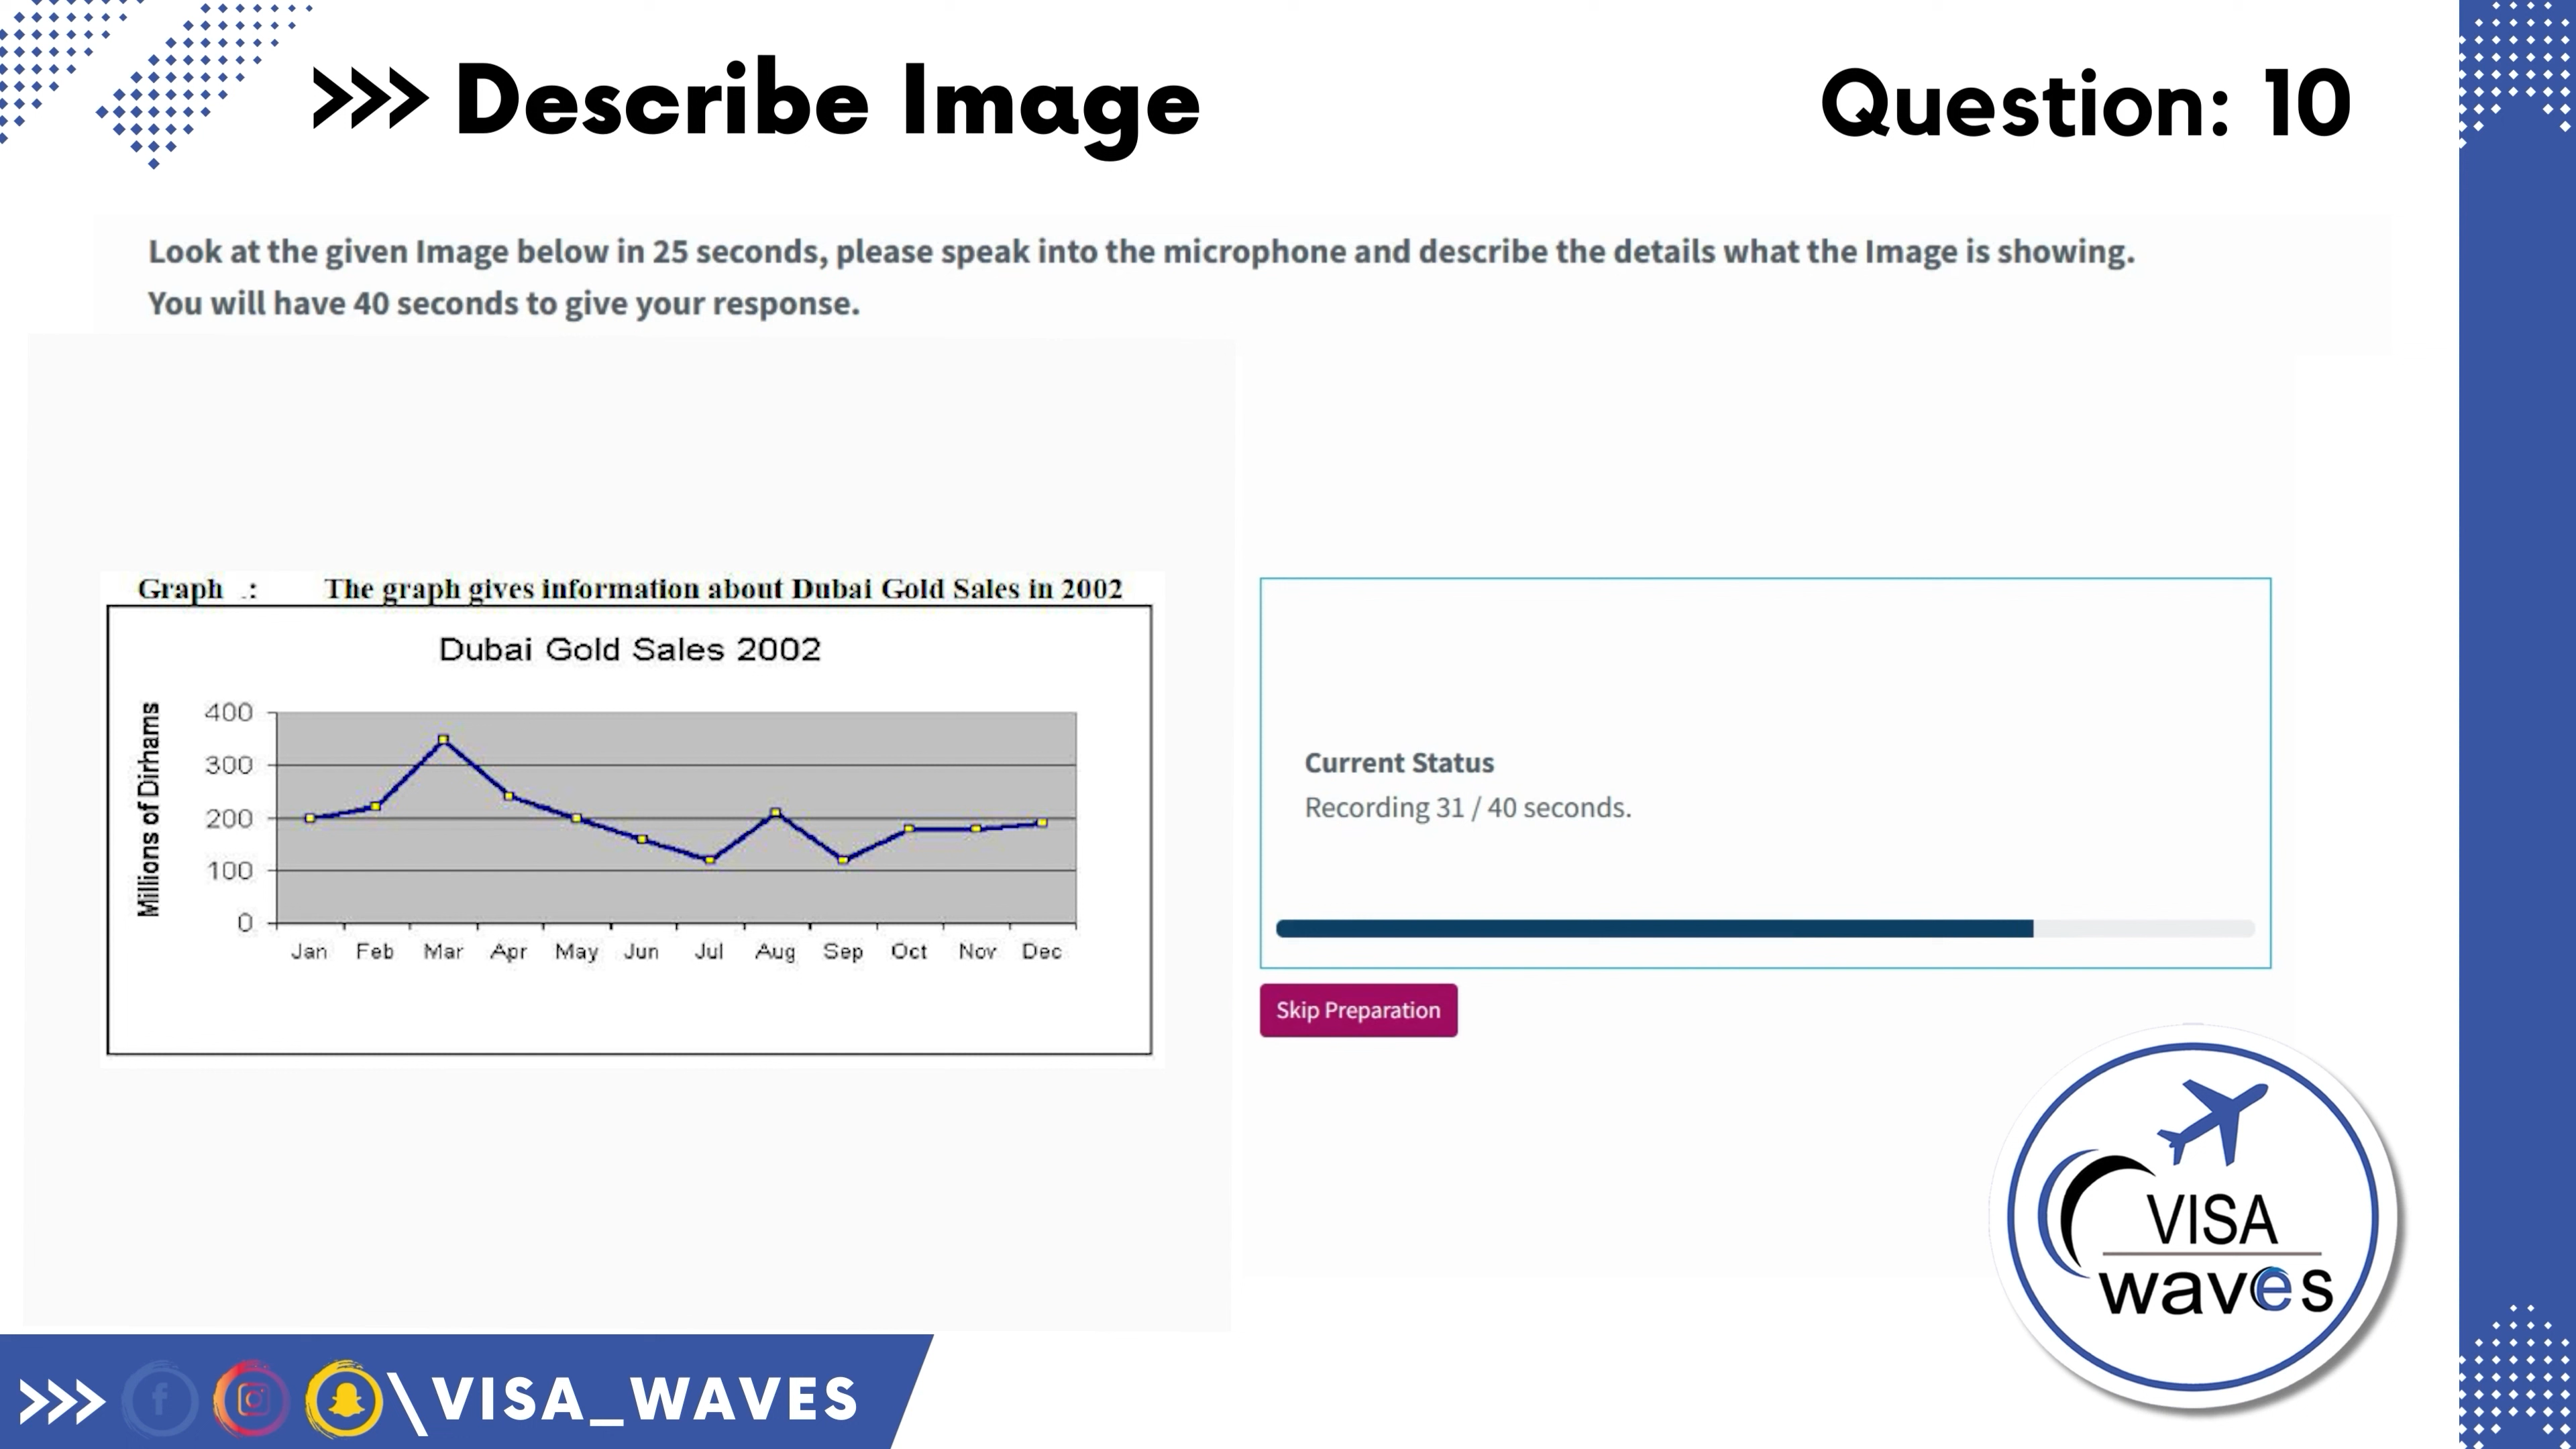 >>> Describe Image
Question: 10
Look at the given Image below in 25 seconds, please speak into the microphone and describe the details what the Image is showing.
You will have 40 seconds to give your response.
Graph .: The graph gives information about Dubai Gold Sales in 2002
Dubai Gold Sales 2002
Millions of Dirhams
400
300
200
100
0
Jan Feb Mar Apr May Jun Jul Aug Sep Oct Nov Dec
Current Status
Recording 31 / 40 seconds.
Skip Preparation
VISA
waves
>>> f \VISA_WAVES